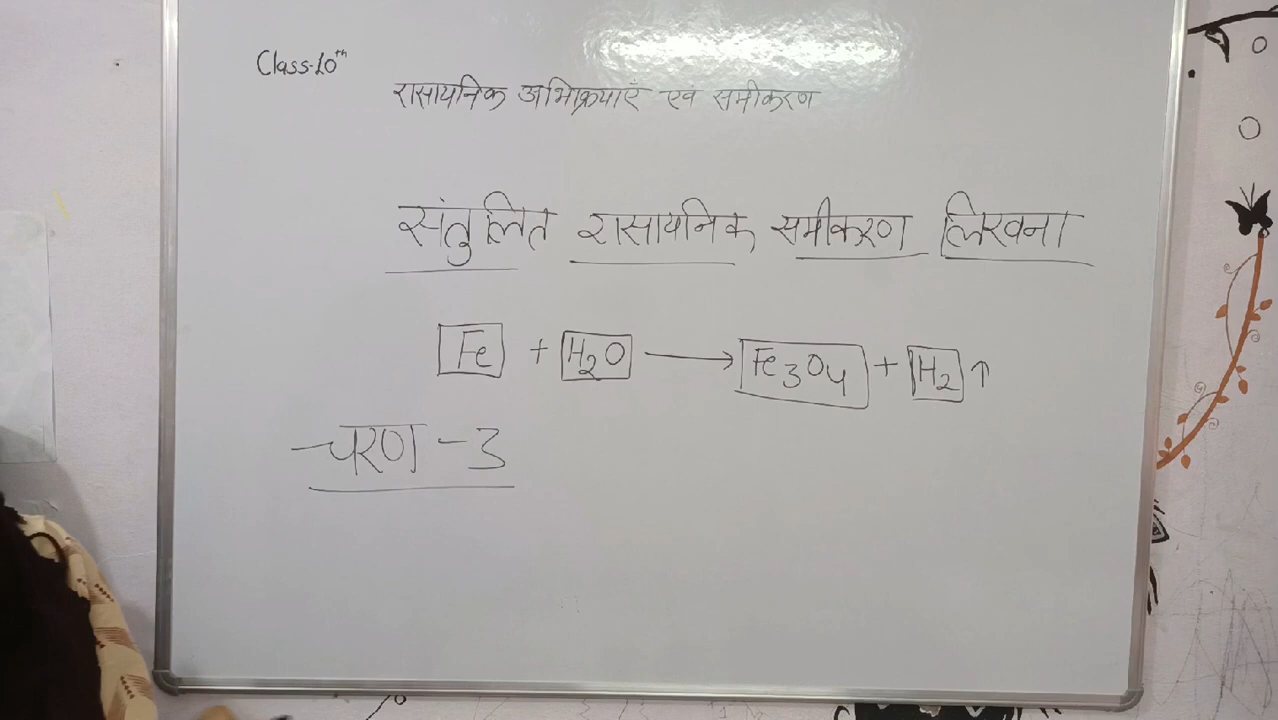 Class-10th
रासायनिक अभिक्रियाएँ एवं समीकरण
संतुलित रासायनिक समीकरण लिखना
Fe + H2O ⟶ Fe3O4 + H2 ↑
चरण - 3